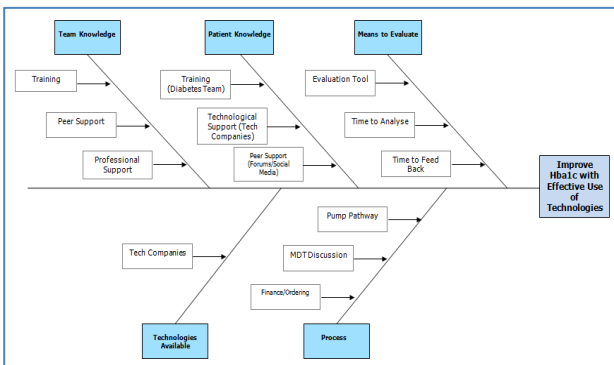 Team Knowledge
Patient Knowledge
Means to Evaluate
Training
Peer Support
Professional
Support
Training
(Diabetes Team)
Technological
Support (Tech
Companies)
Peer Support
(Forums/Social
Media)
Evaluation Tool
Time to Analyse
Time to Feed
Back
Improve
Hba1c with
Effective Use
of
Technologies
Tech Companies
Pump Pathway
MDT Discussion
Finance/Ordering
Technologies
Available
Process